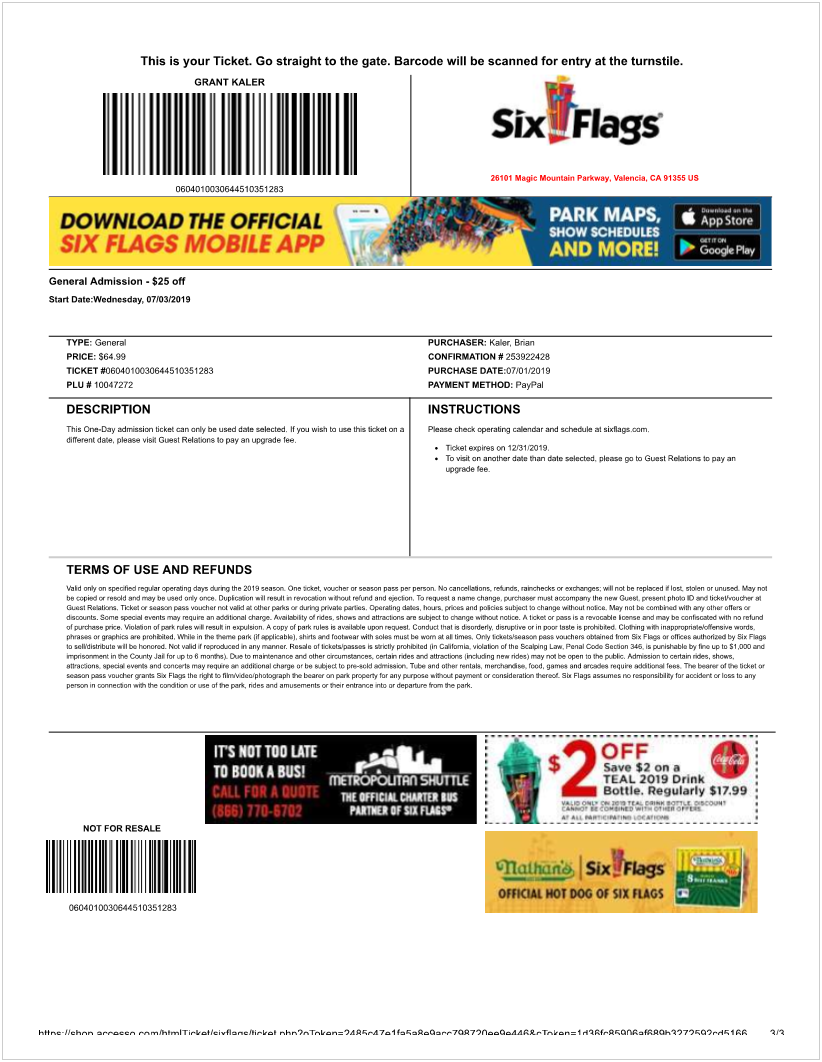 This is your Ticket. Go straight to the gate. Barcode will be scanned for entry at the turnstile.
GRANT KALER
0604010030644510351283
Six Flags
26101 Magic Mountain Parkway, Valencia, CA 91355 US
DOWNLOAD THE OFFICIAL
SIX FLAGS MOBILE APP
PARK MAPS,
SHOW SCHEDULES
AND MORE!
Download on the
App Store
GET IT ON
Google Play
General Admission - $25 off
Start Date:Wednesday, 07/03/2019
TYPE: General
PRICE: $64.99
TICKET #0604010030644510351283
PLU # 10047272
PURCHASER: Kaler, Brian
CONFIRMATION # 253922428
PURCHASE DATE:07/01/2019
PAYMENT METHOD: PayPal
DESCRIPTION
This One-Day admission ticket can only be used date selected. If you wish to use this ticket on a
different date, please visit Guest Relations to pay an upgrade fee.
INSTRUCTIONS
Please check operating calendar and schedule at sixflags.com.
• Ticket expires on 12/31/2019.
• To visit on another date than date selected, please go to Guest Relations to pay an
upgrade fee.
TERMS OF USE AND REFUNDS
Valid only on specified regular operating days during the 2019 season. One ticket, voucher or season pass per person. No cancellations, refunds, rainchecks or exchanges; will not be replaced if lost, stolen or unused. May not
be copied or resold and may be used only once. Duplication will result in revocation without refund and ejection. To request a name change, purchaser must accompany the new Guest, present photo ID and ticket/voucher at
Guest Relations. Ticket or season pass voucher not valid at other parks or during private parties. Operating dates, hours, prices and policies subject to change without notice. May not be combined with any other offers or
discounts. Some special events may require an additional charge. Availability of rides, shows and attractions are subject to change without notice. A ticket or pass is a revocable license and may be confiscated with no refund
of purchase price. Violation of park rules will result in expulsion. A copy of park rules is available upon request. Conduct that is disorderly, disruptive or in poor taste is prohibited. Clothing with inappropriate/offensive words,
phrases or graphics are prohibited. While in the theme park (if applicable), shirts and footwear with soles must be worn at all times. Only tickets/season pass vouchers obtained from Six Flags or offices authorized by Six Flags
to sell/distribute will be honored. Not valid if reproduced in any manner. Resale of tickets/passes is strictly prohibited (in California, violation of the Scalping Law, Penal Code Section 346, is punishable by fine up to $1,000 and
imprisonment in the County Jail for up to 6 months). Due to maintenance and other circumstances, certain rides and attractions (including new rides) may not be open to the public. Admission to certain rides, shows,
attractions, special events and concerts may require an additional charge or be subject to pre-sold admission. Tube and other rentals, merchandise, food, games and arcades require additional fees. The bearer of the ticket or
season pass voucher grants Six Flags the right to film/video/photograph the bearer on park property for any purpose without payment or consideration thereof. Six Flags assumes no responsibility for accident or loss to any
person in connection with the condition or use of the park, rides and amusements or their entrance into or departure from the park.
IT'S NOT TOO LATE
TO BOOK A BUS!
CALL FOR A QUOTE
(866) 770-6702
METROPOLITAN SHUTTLE
THE OFFICIAL CHARTER BUS
PARTNER OF SIX FLAGS®
$2 OFF
Save $2 on a
TEAL 2019 Drink
Bottle. Regularly $17.99
VALID ONLY ON 2019 TEAL DRINK BOTTLE. DISCOUNT
CANNOT BE COMBINED WITH OTHER OFFERS.
AT ALL PARTICIPATING LOCATIONS
Coca-Cola
NOT FOR RESALE
0604010030644510351283
Nathan's
Six Flags
OFFICIAL HOT DOG OF SIX FLAGS
https://shop.accesso.com/htmlTicket/sixflags/ticket.php?oToken=2485c47e1fa5a8e9acc798720ee9e446&cToken=1d36fc85906af689b3272592cd5166
3/3